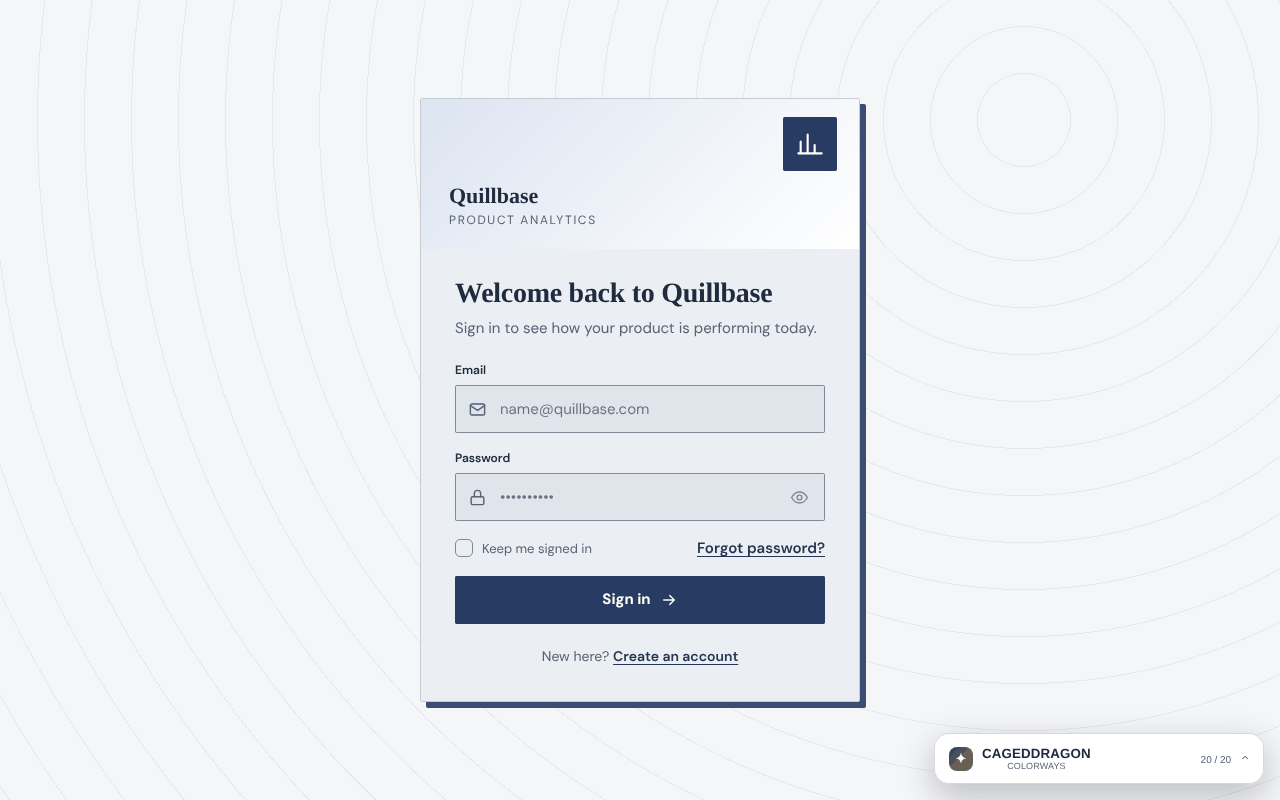 Quillbase
PRODUCT ANALYTICS
Welcome back to Quillbase
Sign in to see how your product is performing today.
Email
name@quillbase.com
Password
••••••••••
Keep me signed in
Forgot password?
Sign in
New here? Create an account
CAGEDDRAGON
COLORWAYS
20 / 20